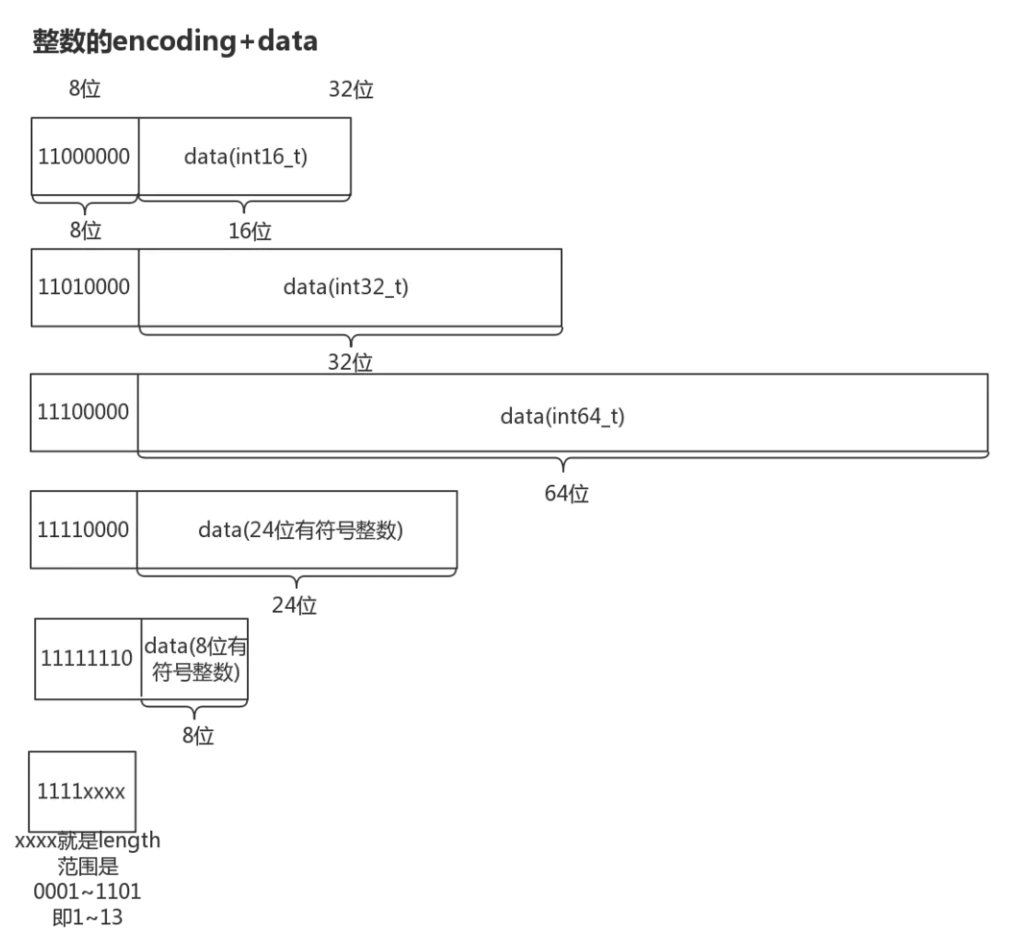 整数的encoding+data
8位 32位
11000000 data(int16_t)
8位 16位
11010000 data(int32_t)
32位
11100000 data(int64_t)
64位
11110000 data(24位有符号整数)
24位
11111110 data(8位有
符号整数)
8位
1111xxxx
xxxx就是length
范围是
0001~1101
即1~13